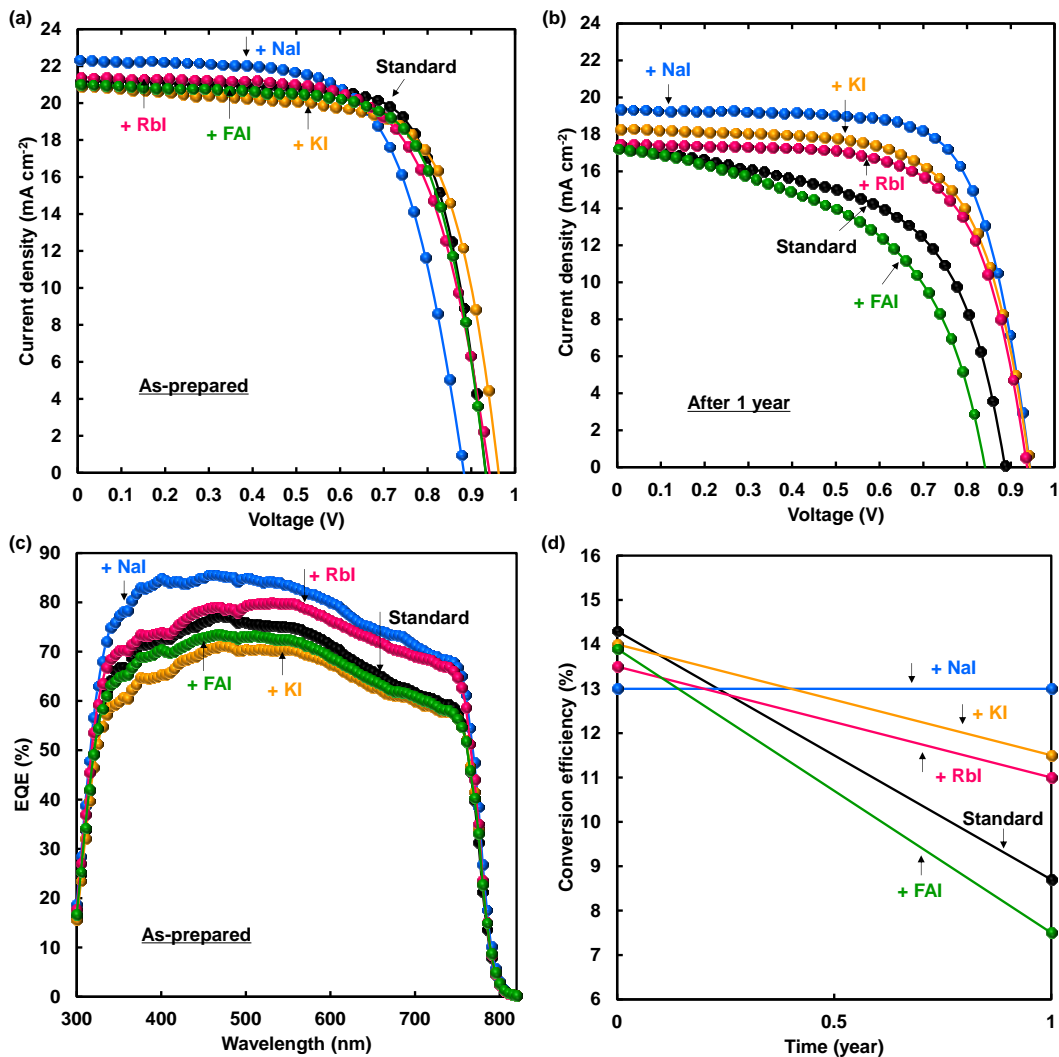 (a)
24
22
20
18
16
14
12
10
8
6
4
2
0
Current density (mA cm-2)
+ NaI
Standard
+ RbI
+ FAI
+ KI
As-prepared
0 0.1 0.2 0.3 0.4 0.5 0.6 0.7 0.8 0.9 1
Voltage (V)
(b)
24
22
20
18
16
14
12
10
8
6
4
2
0
Current density (mA cm-2)
+ NaI
+ KI
+ RbI
Standard
+ FAI
After 1 year
0 0.1 0.2 0.3 0.4 0.5 0.6 0.7 0.8 0.9 1
Voltage (V)
(c)
90
80
70
60
50
40
30
20
10
0
EQE (%)
+ NaI
+ RbI
Standard
+ FAI
+ KI
As-prepared
300 400 500 600 700 800
Wavelength (nm)
(d)
16
15
14
13
12
11
10
9
8
7
6
Conversion efficiency (%)
+ NaI
+ KI
+ RbI
Standard
+ FAI
0 0.5 1
Time (year)